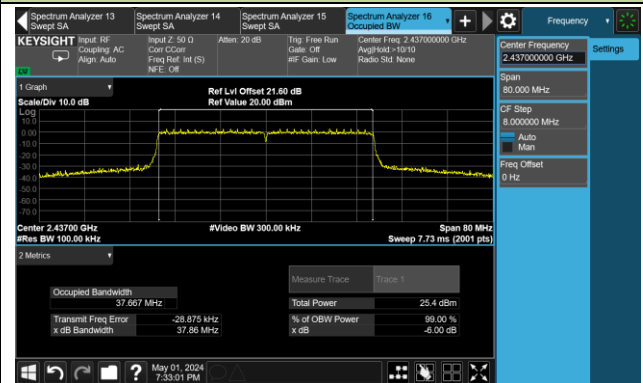 Spectrum Analyzer 13
Swept SA
Spectrum Analyzer 14
Swept SA
Spectrum Analyzer 15
Swept SA
Spectrum Analyzer 16
Occupied BW
Frequency
KEYSIGHT
Input: RF
Coupling: AC
Align: Auto
Input Z: 50 Ω
Corr CCorr
Freq Ref: Int (S)
NFE: Off
Atten: 20 dB
Trig: Free Run
Gate: Off
#IF Gain: Low
Center Freq: 2.437000000 GHz
Avg|Hold:>10/10
Radio Std: None
LXI
Center Frequency
2.437000000 GHz
Settings
Span
80.000 MHz
CF Step
8.000000 MHz
Auto
Man
Freq Offset
0 Hz
1 Graph
Scale/Div 10.0 dB
Ref Lvl Offset 21.60 dB
Ref Value 20.00 dBm
Log
10.0
0.00
-10.0
-20.0
-30.0
-40.0
-50.0
-60.0
-70.0
Center 2.43700 GHz
#Res BW 100.00 kHz
#Video BW 300.00 kHz
Span 80 MHz
Sweep 7.73 ms (2001 pts)
2 Metrics
Measure Trace
Trace 1
Occupied Bandwidth
37.667 MHz
Total Power
25.4 dBm
Transmit Freq Error
-28.875 kHz
% of OBW Power
99.00 %
x dB Bandwidth
37.86 MHz
x dB
-6.00 dB
?
May 01, 2024
7:33:01 PM